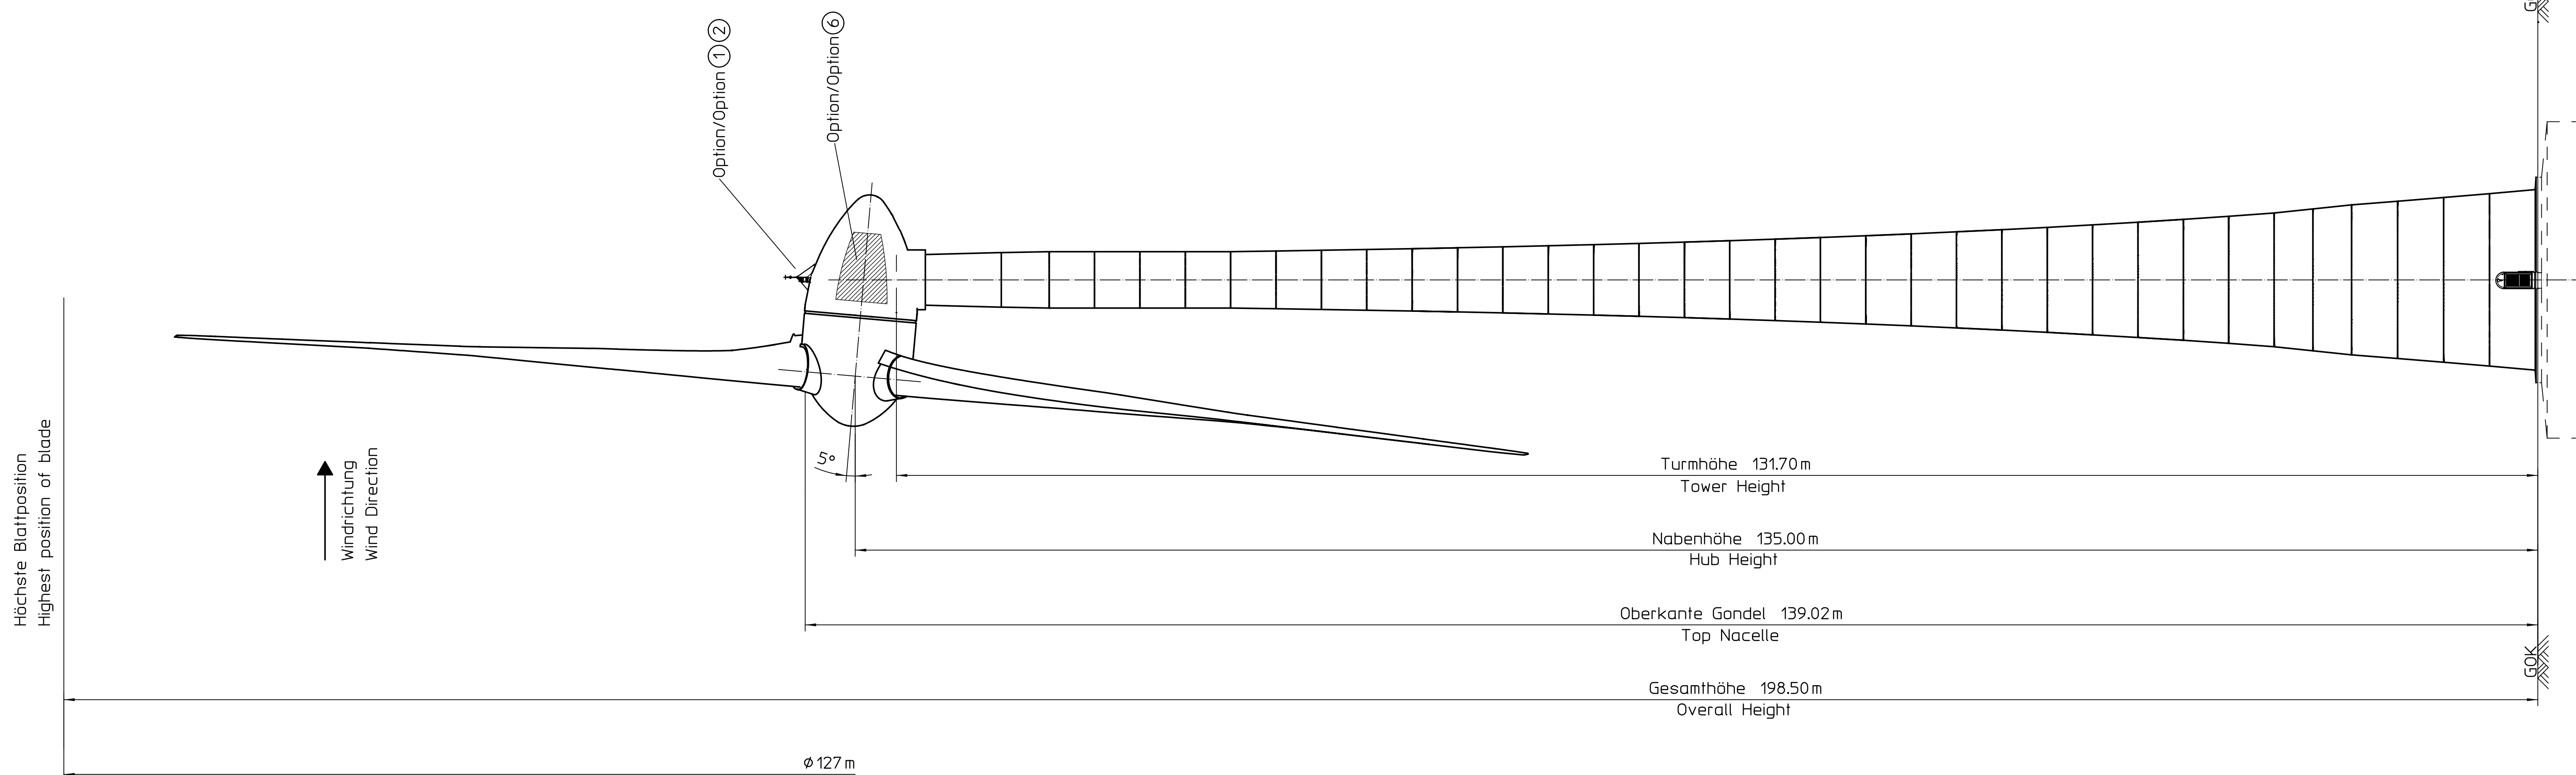 Höchste Blattposition
Highest position of blade
Windrichtung
Wind Direction
Option/Option 1 2
Option/Option 6
5°
Turmhöhe 131.70 m
Tower Height
Nabenhöhe 135.00 m
Hub Height
Oberkante Gondel 139.02 m
Top Nacelle
Gesamthöhe 198.50 m
Overall Height
ϕ 127 m
G
GOK